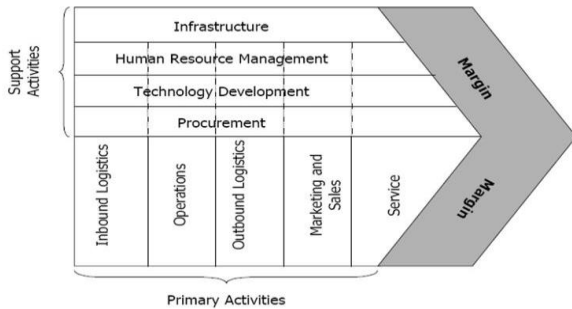 Support
Activities
Infrastructure
Human Resource Management
Technology Development
Procurement
Inbound Logistics
Operations
Outbound Logistics
Marketing and
Sales
Service
Margin
Margin
Primary Activities